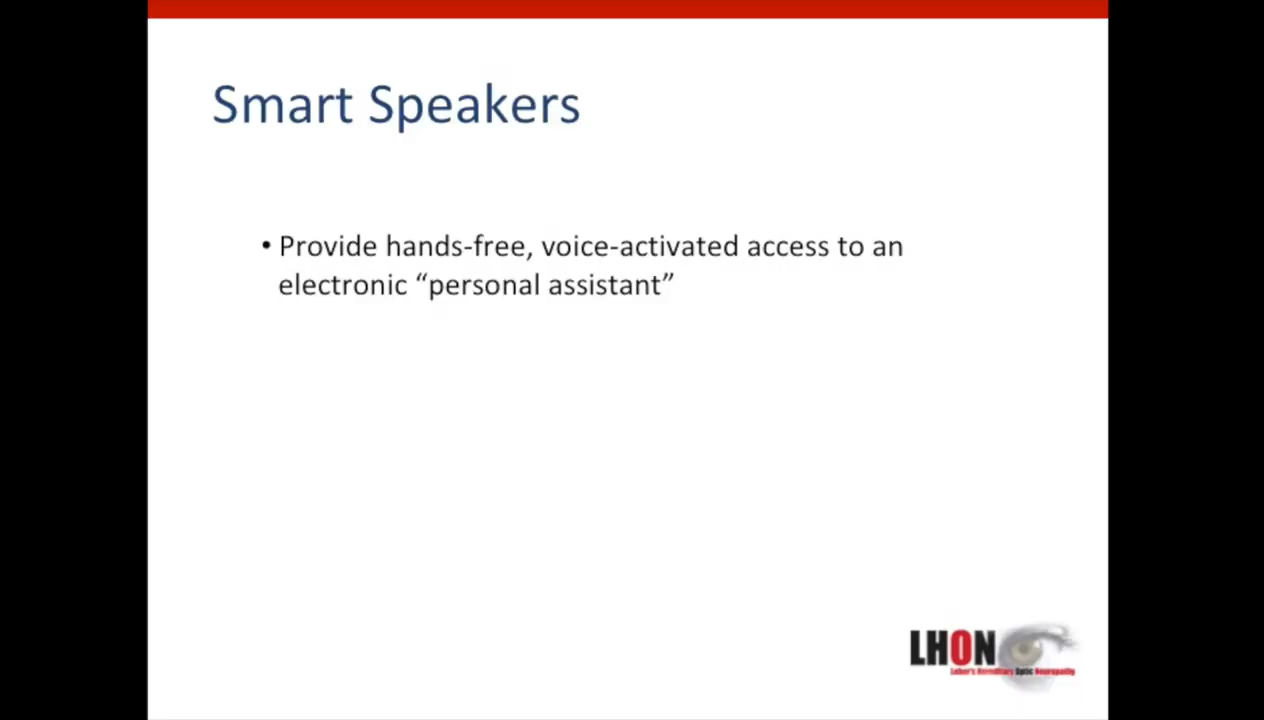 Smart Speakers
• Provide hands-free, voice-activated access to an
electronic “personal assistant”
LHON
Leber's Hereditary Optic Neuropathy